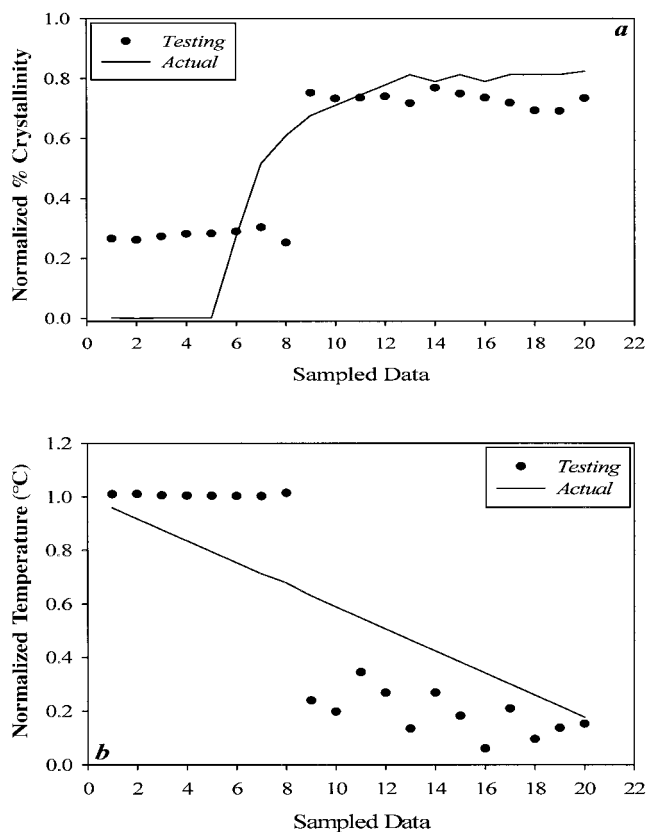 1.0
a
Testing
Actual
0.8
0.6
0.4
0.2
0.0
Normalized % Crystallinity
0 2 4 6 8 10 12 14 16 18 20 22
Sampled Data
1.2
Testing
Actual
1.0
0.8
0.6
0.4
0.2
0.0
b
Normalized Temperature (°C)
0 2 4 6 8 10 12 14 16 18 20 22
Sampled Data